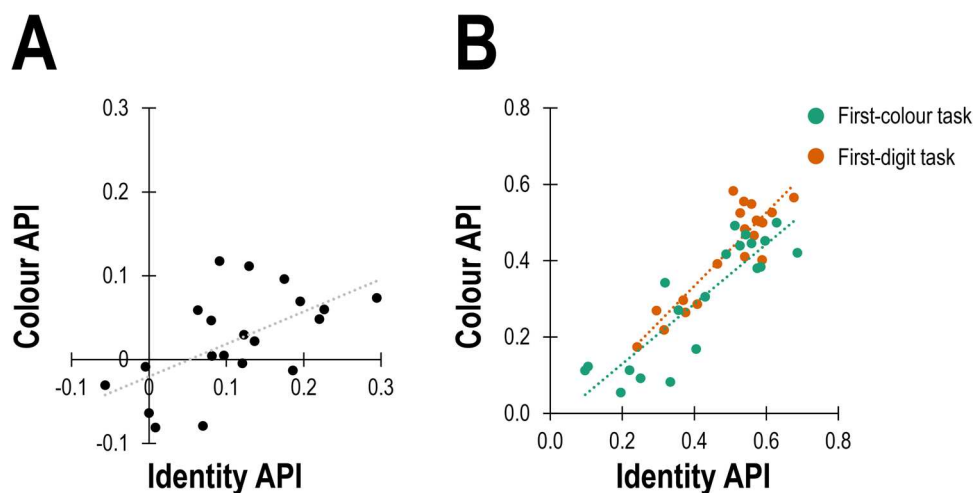 A
Colour API
0.3
0.2
0.1
0
-0.1
-0.1
0
0.1
0.2
0.3
Identity API
B
Colour API
0.8
0.6
0.4
0.2
0.0
0.0
0.2
0.4
0.6
0.8
Identity API
First-colour task
First-digit task